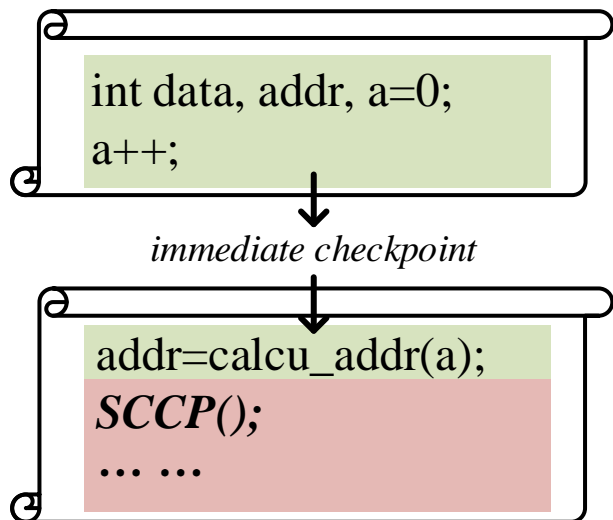 int data, addr, a=0;
a++;
immediate checkpoint
addr=calcu_addr(a);
SCCP();
... ...